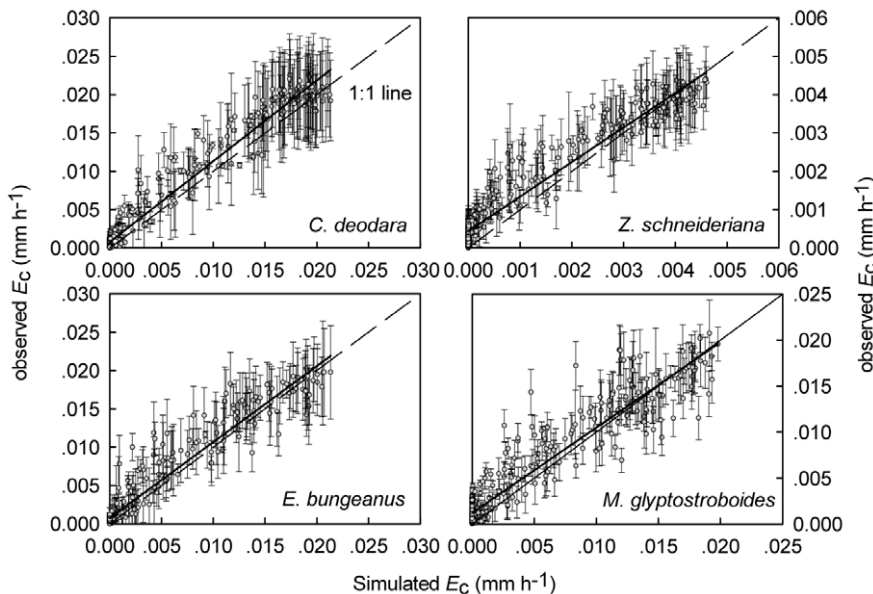 .030
.025
.020
.015
.010
.005
0.000
1:1 line
C. deodara
0.000 .005 .010 .015 .020 .025 .030
.006
.005
.004
.003
.002
.001
0.000
Z. schneideriana
0.000 .001 .002 .003 .004 .005 .006
observed Ec (mm h-1)
observed Ec (mm h-1)
.030
.025
.020
.015
.010
.005
0.000
E. bungeanus
0.000 .005 .010 .015 .020 .025 .030
.025
.020
.015
.010
.005
0.000
M. glyptostroboides
0.000 .005 .010 .015 .020 .025
Simulated Ec (mm h-1)